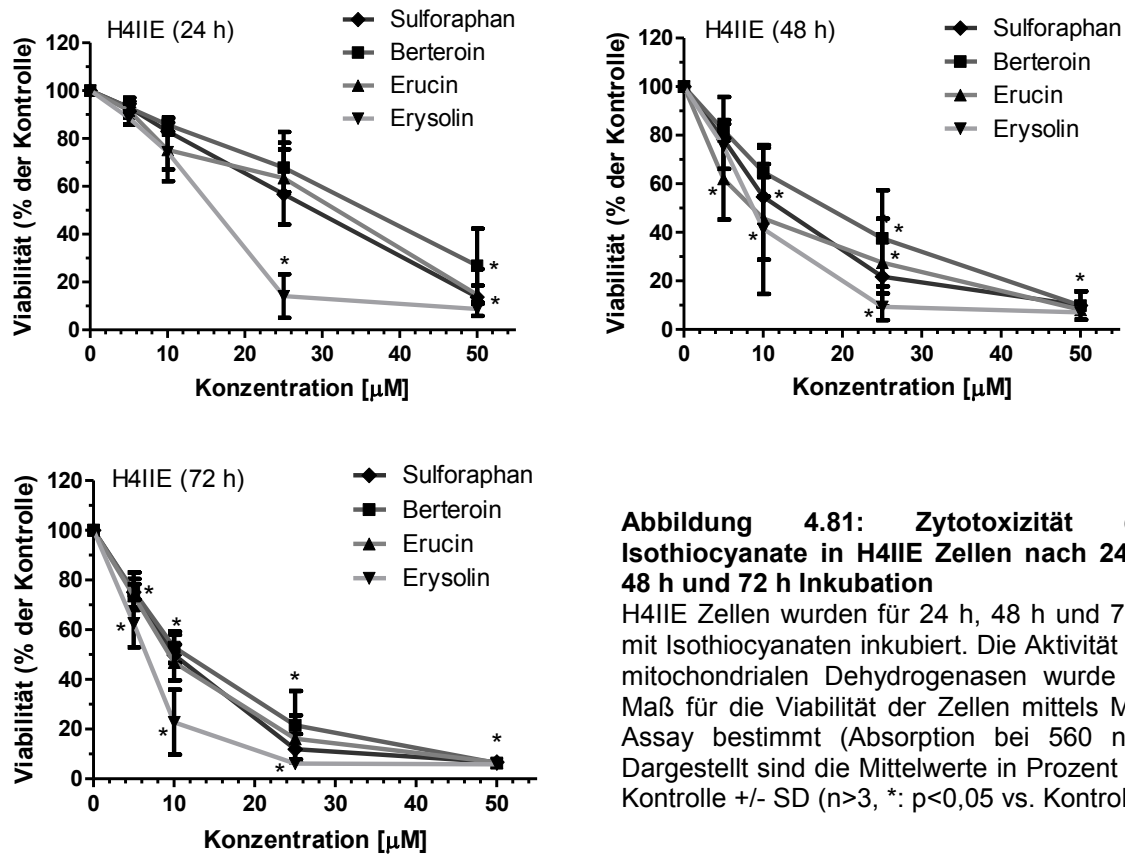 H4IIE (24 h)
Sulforaphan
Berteroin
Erucin
Erysolin
Viabilität (% der Kontrolle)
120
100
80
60
40
20
0
0 10 20 30 40 50
Konzentration [µM]
* * *
H4IIE (48 h)
Sulforaphan
Berteroin
Erucin
Erysolin
Viabilität (% der Kontrolle)
120
100
80
60
40
20
0
0 10 20 30 40 50
Konzentration [µM]
* * * * * * *
H4IIE (72 h)
Sulforaphan
Berteroin
Erucin
Erysolin
Viabilität (% der Kontrolle)
120
100
80
60
40
20
0
0 10 20 30 40 50
Konzentration [µM]
* * * * * * *
Abbildung 4.81: Zytotoxizität
Isothiocyanate in H4IIE Zellen nach 24
48 h und 72 h Inkubation
H4IIE Zellen wurden für 24 h, 48 h und 7
mit Isothiocyanaten inkubiert. Die Aktivität
mitochondrialen Dehydrogenasen wurde
Maß für die Viabilität der Zellen mittels M
Assay bestimmt (Absorption bei 560 n
Dargestellt sind die Mittelwerte in Prozent
Kontrolle +/- SD (n>3, *: p<0,05 vs. Kontrol